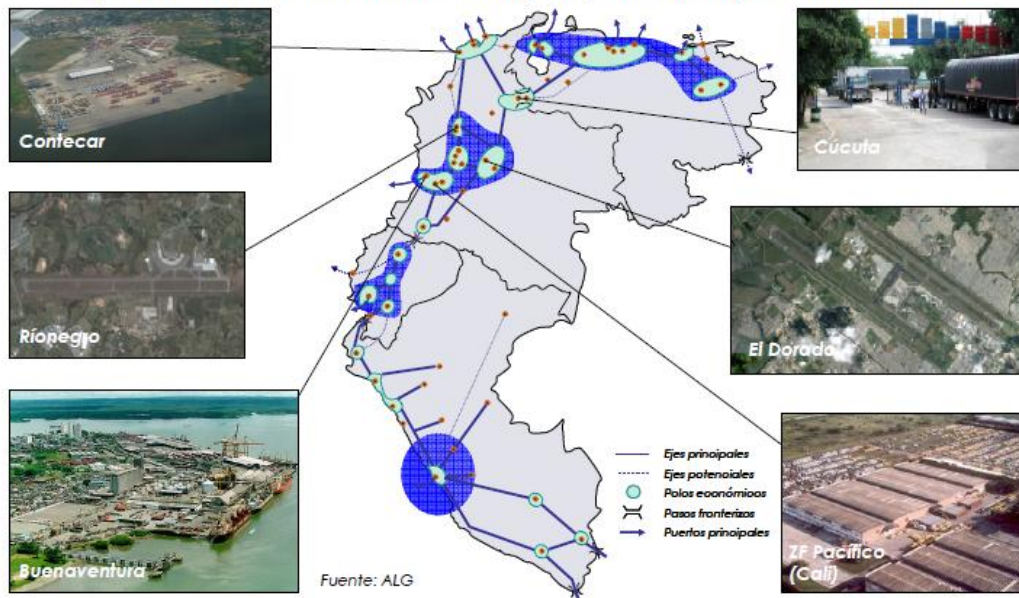 Contecar
Cúcuta
Ríonegro
El Dorado
Buenaventura
Ejes principales
Ejes potenciales
Polos económicos
Pasos fronterizos
Puertos principales
ZF Pacífico
(Cali)
Fuente: ALG